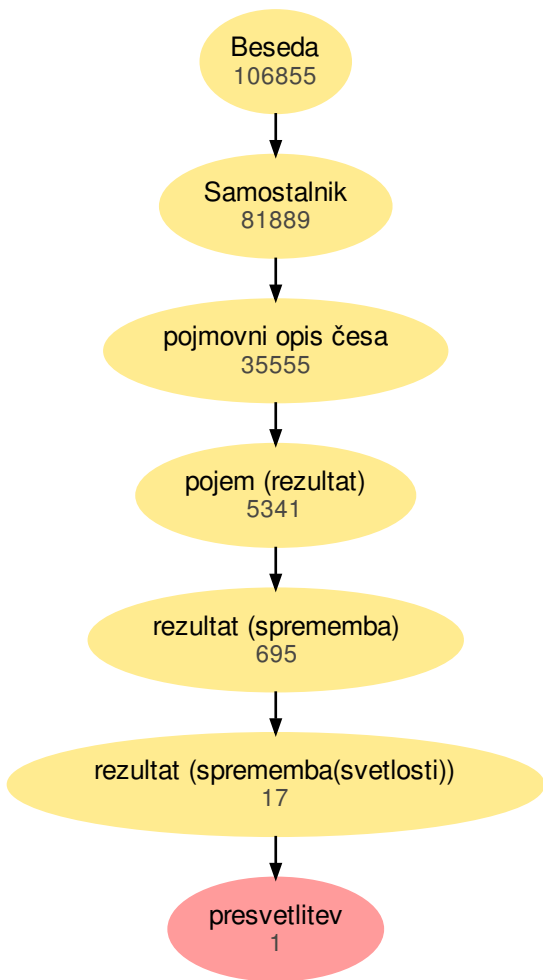 Beseda
106855
Samostalnik
81889
pojmovni opis česa
35555
pojem (rezultat)
5341
rezultat (sprememba)
695
rezultat (sprememba(svetlosti))
17
presvetlitev
1